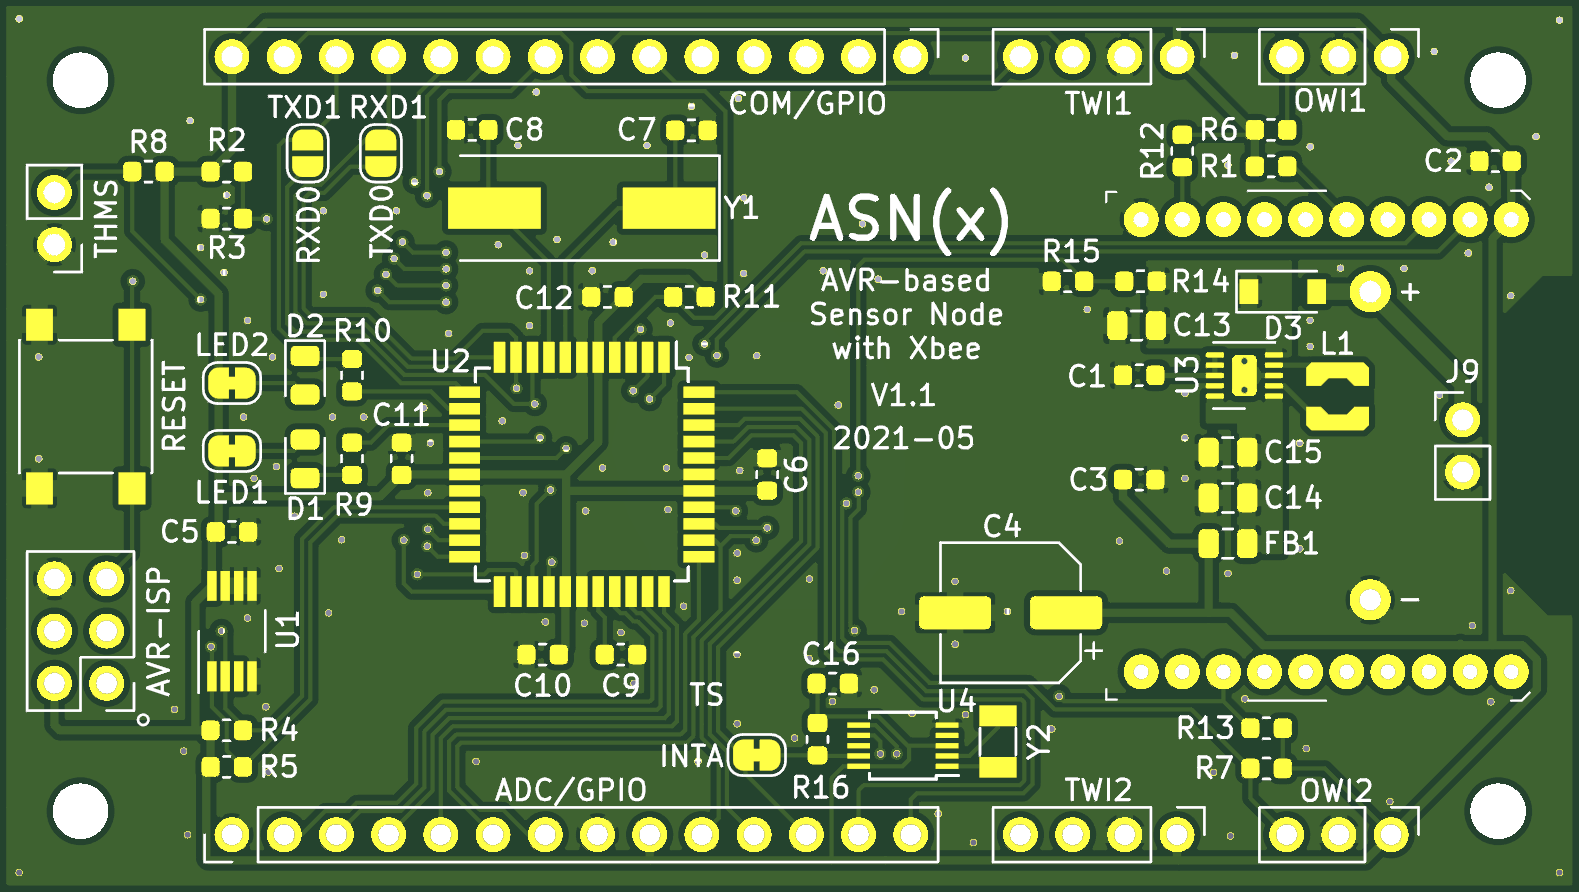 COM/GPIO
TWI1
OWI1
TXD1
RXD1
C8
C7
R8
R2
R12
R6
R1
C2
THMS
R3
RXD0
TXD0
Y1
ASN(x)
AVR-based
Sensor Node
with Xbee
V1.1
2021-05
R15
R14
+
C12
R11
C13
D3
L1
J9
D2
R10
LED2
U2
C1
U3
RESET
C11
C6
C15
C3
C14
LED1
D1
R9
C5
C4
FB1
-
AVR-ISP
U1
C10
C9
C16
+
TS
U4
R4
R5
INTA
R16
Y2
R13
R7
ADC/GPIO
TWI2
OWI2